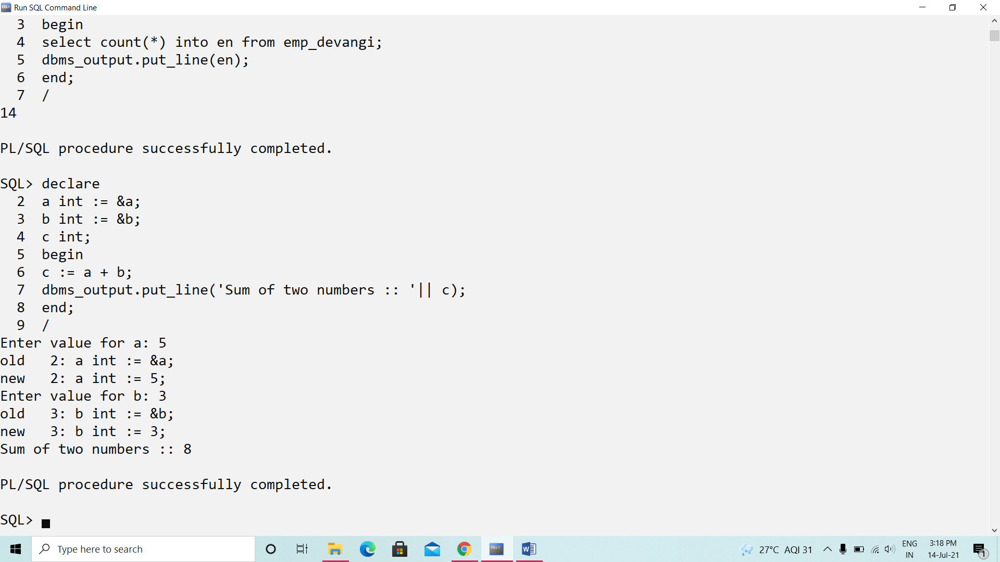 Run SQL Command Line
  3  begin
  4  select count(*) into en from emp_devangi;
  5  dbms_output.put_line(en);
  6  end;
  7  /
14
PL/SQL procedure successfully completed.
SQL> declare
  2  a int := &a;
  3  b int := &b;
  4  c int;
  5  begin
  6  c := a + b;
  7  dbms_output.put_line('Sum of two numbers :: '|| c);
  8  end;
  9  /
Enter value for a: 5
old   2: a int := &a;
new   2: a int := 5;
Enter value for b: 3
old   3: b int := &b;
new   3: b int := 3;
Sum of two numbers :: 8
PL/SQL procedure successfully completed.
SQL>
Type here to search
27°C AQI 31
ENG
IN
3:18 PM
14-Jul-21
1